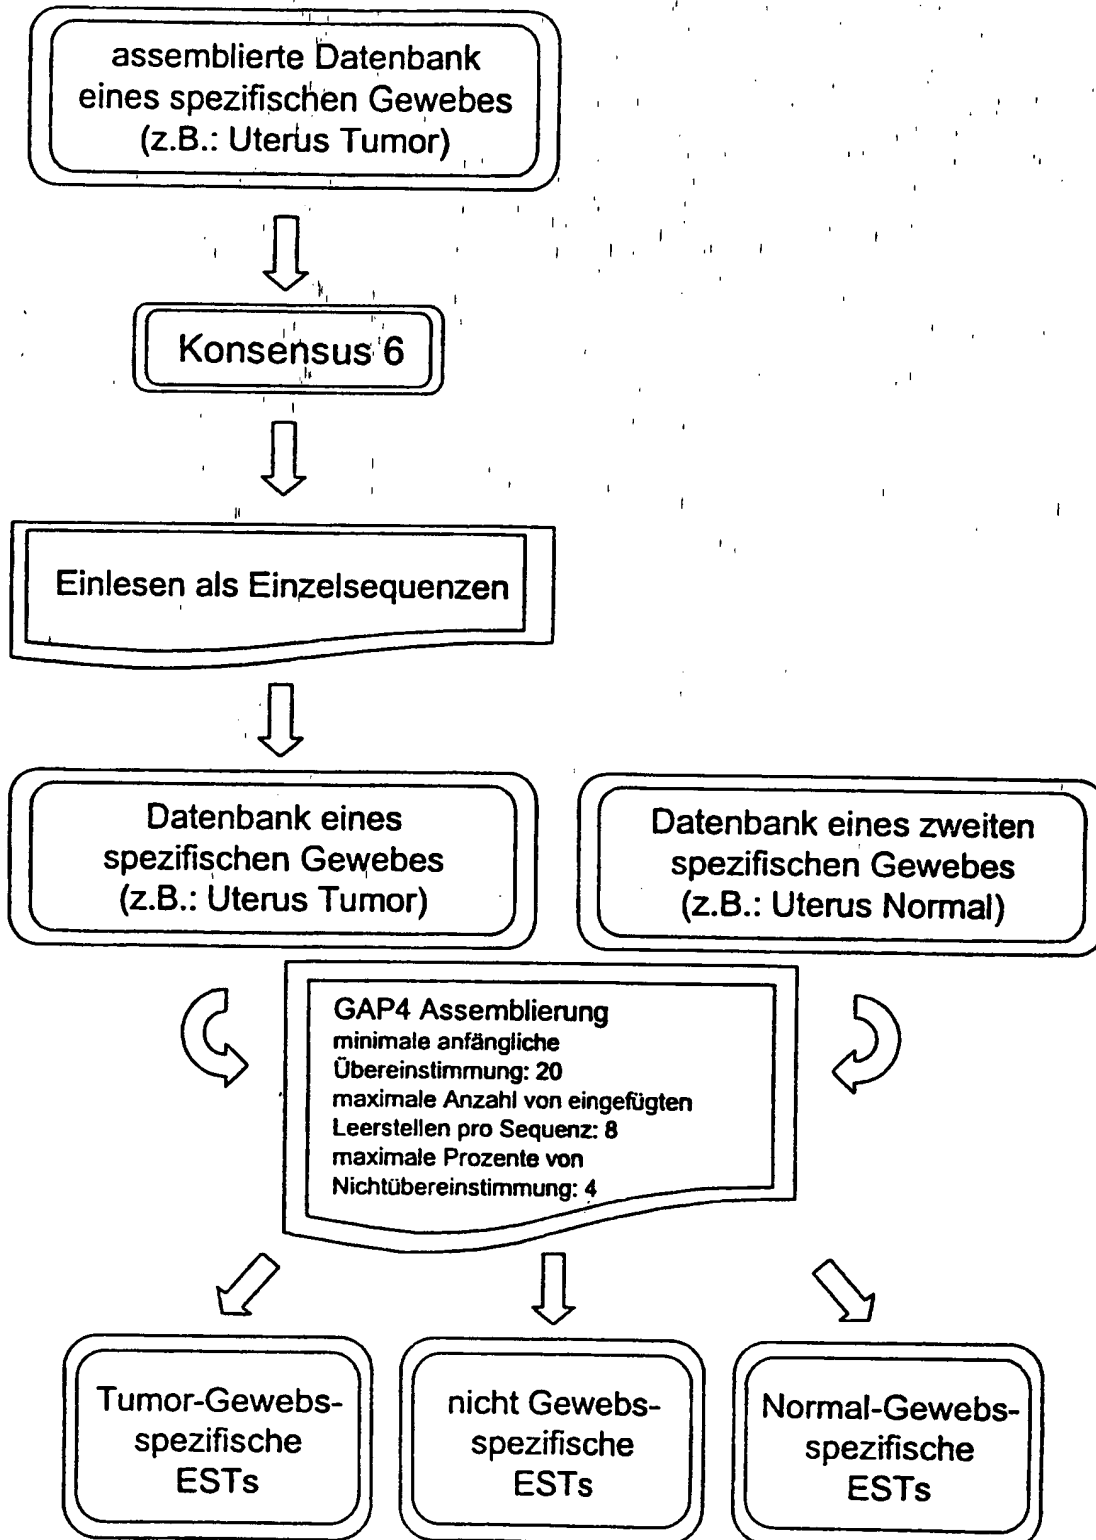 assemblierte Datenbank
eines spezifischen Gewebes
(z.B.: Uterus Tumor)
Konsensus 6
Einlesen als Einzelsequenzen
Datenbank eines
spezifischen Gewebes
(z.B.: Uterus Tumor)
Datenbank eines zweiten
spezifischen Gewebes
(z.B.: Uterus Normal)
GAP4 Assemblierung
minimale anfängliche
Übereinstimmung: 20
maximale Anzahl von eingefügten
Leerstellen pro Sequenz: 8
maximale Prozente von
Nichtübereinstimmung: 4
Tumor-Gewebs-
spezifische
ESTs
nicht Gewebs-
spezifische
ESTs
Normal-Gewebs-
spezifische
ESTs